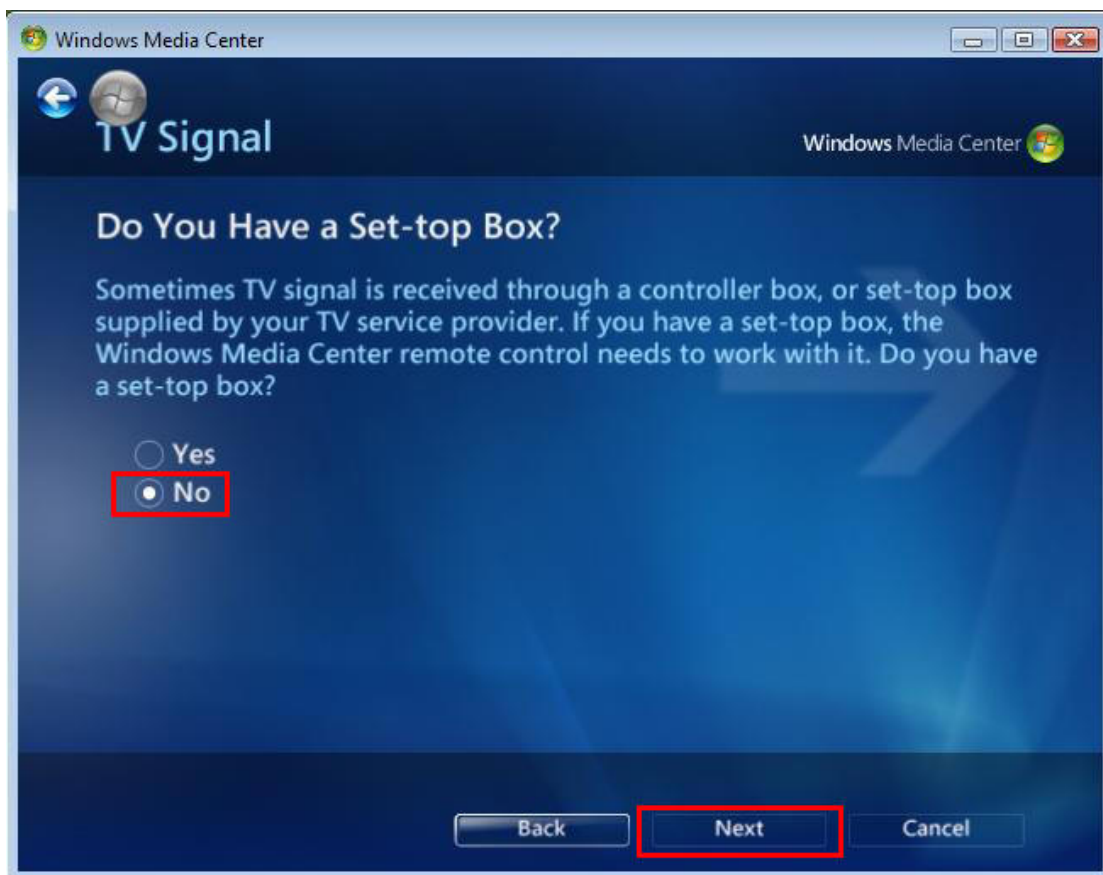 Windows Media Center
TV Signal
Windows Media Center
Do You Have a Set-top Box?
Sometimes TV signal is received through a controller box, or set-top box
supplied by your TV service provider. If you have a set-top box, the
Windows Media Center remote control needs to work with it. Do you have
a set-top box?
Yes
No
Back Next Cancel